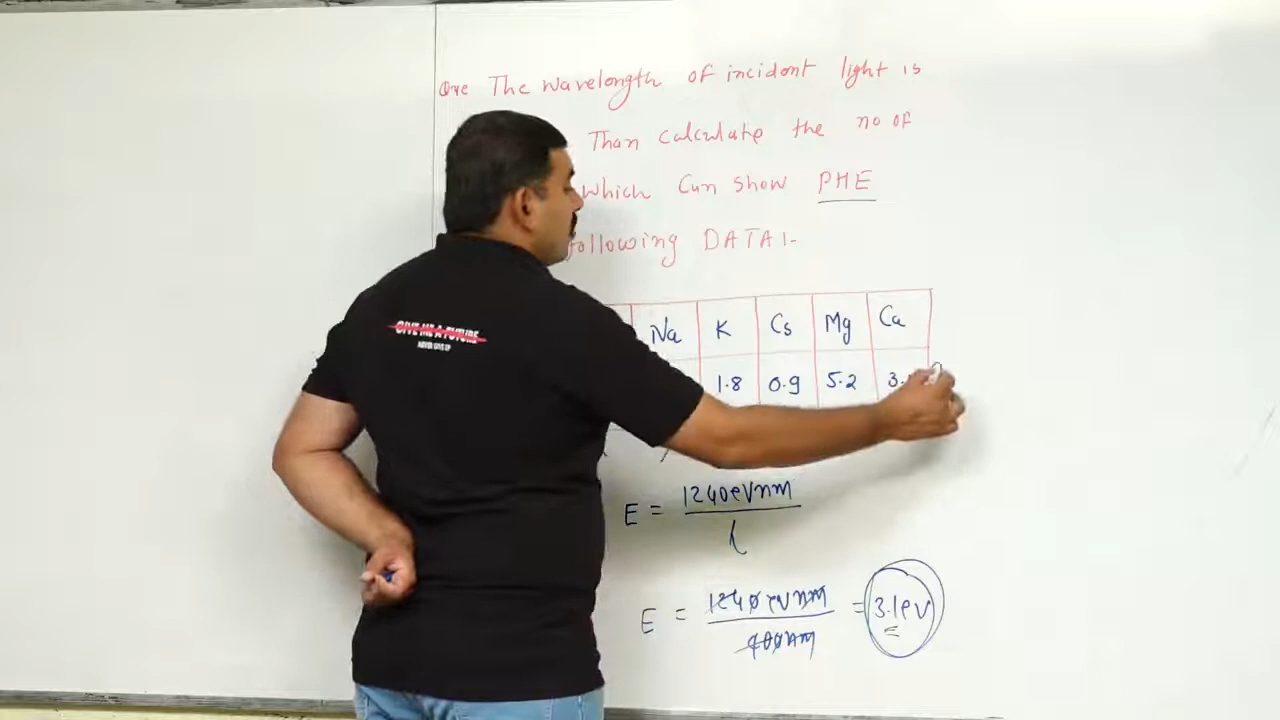 Que The wavelength of incident light is
Than calculate the no of
which Can show PHE
following DATA:-
Na K Cs Mg Ca
1.8 0.9 5.2 3.
E = 1240eVnm
λ
E = 1240 eVnm = 3.1eV
400nm
GIVE ME A FUTURE
NEVER GIVE UP